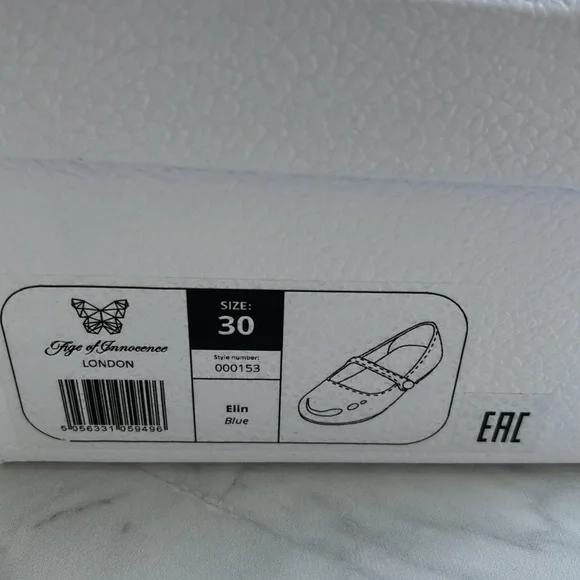 Age of Innocence
LONDON
5 056331 059496
SIZE:
30
Style number:
000153
Elin
Blue
EAC